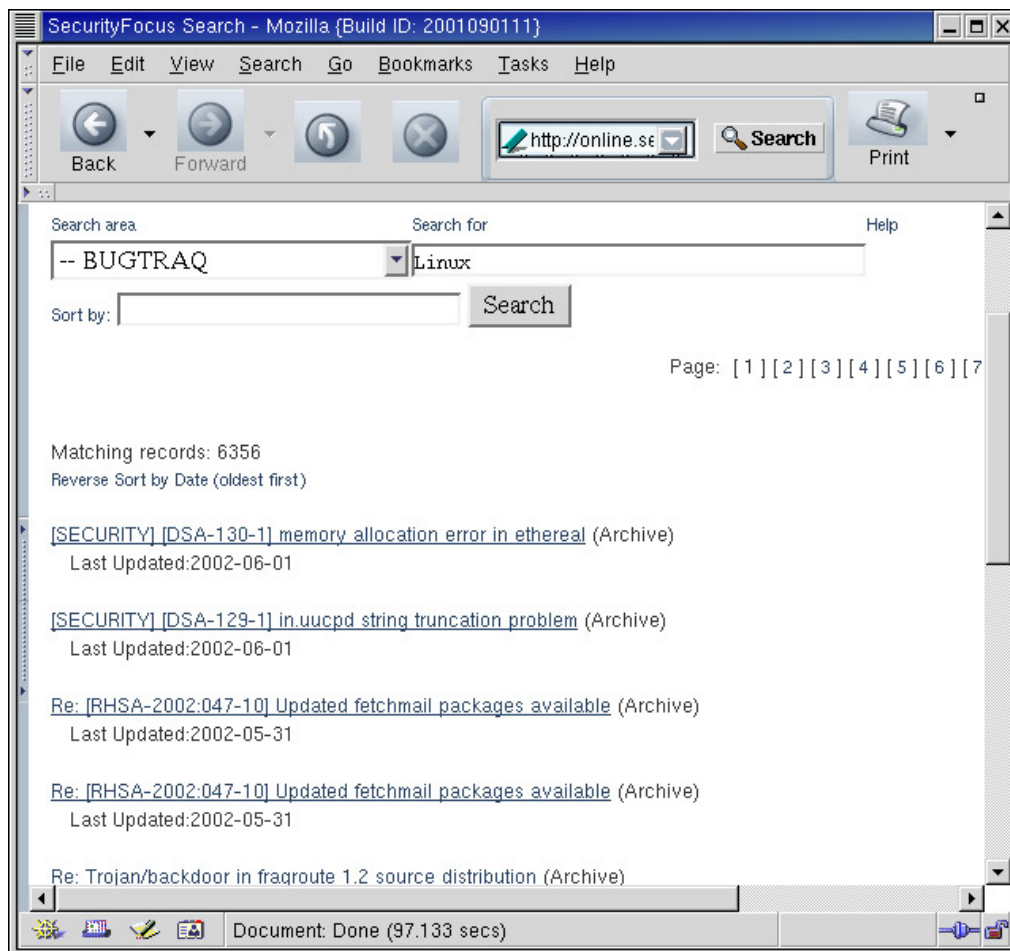 SecurityFocus Search - Mozilla {Build ID: 2001090111}
File Edit View Search Go Bookmarks Tasks Help
http://online.se Search
Back Forward Print
Search area Search for Help
-- BUGTRAQ Linux
Sort by: Search
Page: [ 1 ] [ 2 ] [ 3 ] [ 4 ] [ 5 ] [ 6 ] [ 7
Matching records: 6356
Reverse Sort by Date (oldest first)
[SECURITY] [DSA-130-1] memory allocation error in ethereal (Archive)
Last Updated:2002-06-01
[SECURITY] [DSA-129-1] in.uucpd string truncation problem (Archive)
Last Updated:2002-06-01
Re: [RHSA-2002:047-10] Updated fetchmail packages available (Archive)
Last Updated:2002-05-31
Re: [RHSA-2002:047-10] Updated fetchmail packages available (Archive)
Last Updated:2002-05-31
Re: Trojan/backdoor in fragroute 1.2 source distribution (Archive)
Document: Done (97.133 secs)